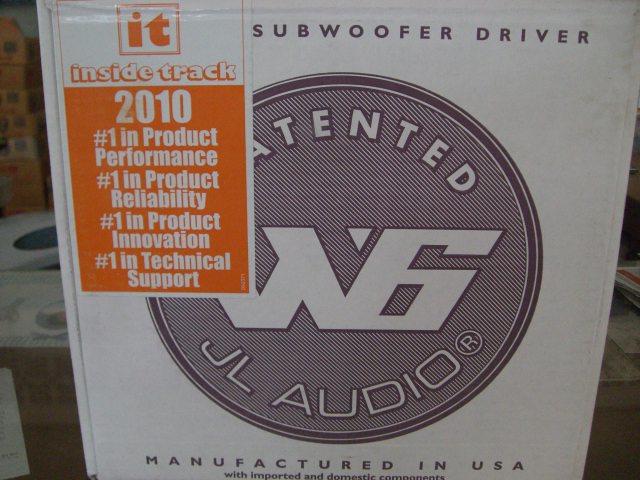 it
inside track
2010
#1 in Product
Performance
#1 in Product
Reliability
#1 in Product
Innovation
#1 in Technical
Support
SUBWOOFER DRIVER
PATENTED
W6
JL AUDIO®
MANUFACTURED IN USA
with imported and domestic components